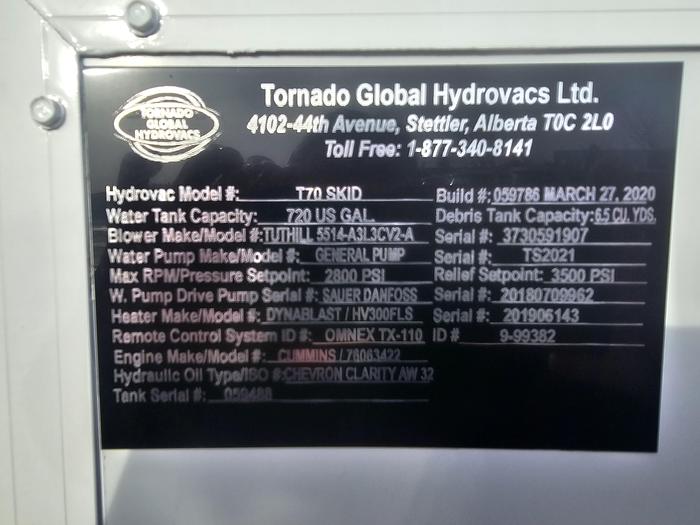 TORNADO
GLOBAL
HYDROVACS
Tornado Global Hydrovacs Ltd.
4102-44th Avenue, Stettler, Alberta T0C 2L0
Toll Free: 1-877-340-8141
Hydrovac Model #: T70 SKID Build #: 059786 MARCH 27, 2020
Water Tank Capacity: 720 US GAL. Debris Tank Capacity: 6.5 CU. YDS.
Blower Make/Model #: TUTHILL 5514-A3L3CV2-A Serial #: 3730591907
Water Pump Make/Model #: GENERAL PUMP Serial #: TS2021
Max RPM/Pressure Setpoint: 2800 PSI Relief Setpoint: 3500 PSI
W. Pump Drive Pump Serial #: SAUER DANFOSS Serial #: 20180709962
Heater Make/Model #: DYNABLAST / HV300FLS Serial #: 201906143
Remote Control System ID #: OMNEX TX-110 ID # 9-99382
Engine Make/Model #: CUMMINS / 76063422
Hydraulic Oil Type/ISO #: CHEVRON CLARITY AW 32
Tank Serial #: 059488